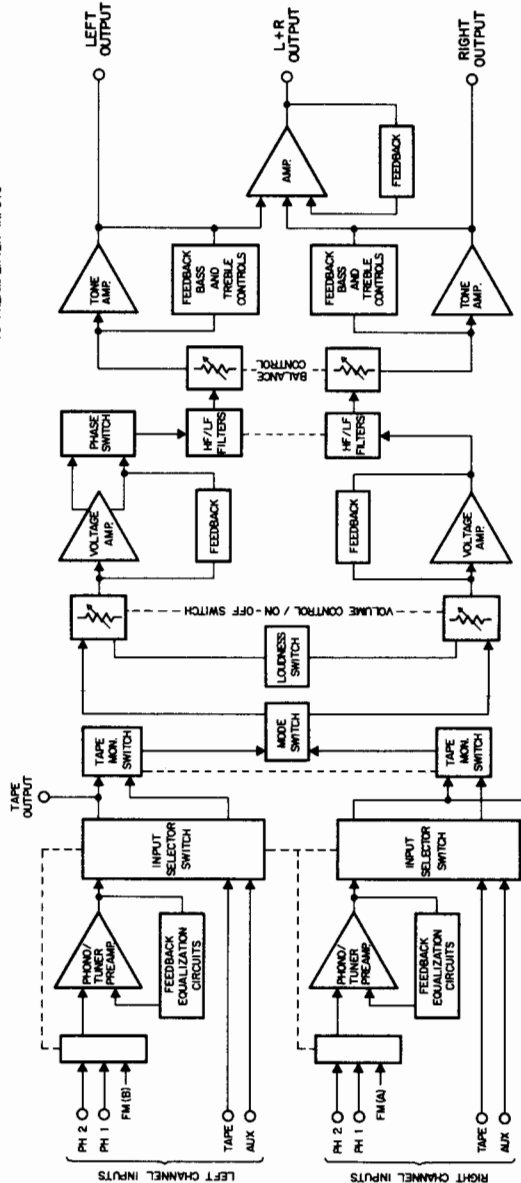 LEFT
OUTPUT
L+R
OUTPUT
RIGHT
OUTPUT
TONE
AMP.
FEEDBACK
BASS
AND
TREBLE
CONTROLS
AMP.
FEEDBACK
FEEDBACK
BASS
AND
TREBLE
CONTROLS
TONE
AMP.
BALANCE
CONTROL
PHASE
SWITCH
HF/LF
FILTERS
HF/LF
FILTERS
VOLTAGE
AMP.
FEEDBACK
FEEDBACK
VOLTAGE
AMP.
VOLUME CONTROL / ON-OFF SWITCH
LOUDNESS
SWITCH
MODE
SWITCH
TAPE
OUTPUT
TAPE
MON.
SWITCH
TAPE
MON.
SWITCH
INPUT
SELECTOR
SWITCH
INPUT
SELECTOR
SWITCH
PHONO/
TUNER
PREAMP.
FEEDBACK
EQUALIZATION
CIRCUITS
PHONO/
TUNER
PREAMP.
FEEDBACK
EQUALIZATION
CIRCUITS
PH 2
PH 1
FM(B)
TAPE
AUX
LEFT CHANNEL INPUTS
PH 2
PH 1
FM(A)
TAPE
AUX
RIGHT CHANNEL INPUTS